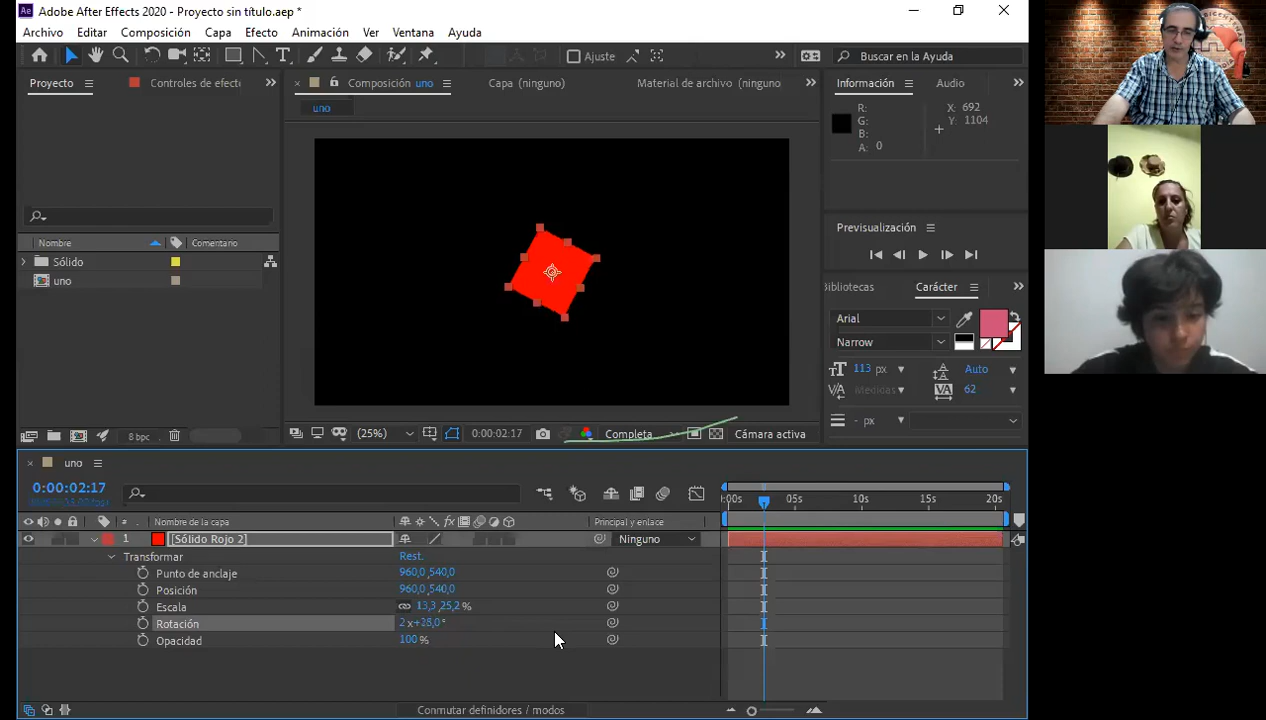 Ae Adobe After Effects 2020 - Proyecto sin título.aep *
Archivo Editar Composición Capa Efecto Animación Ver Ventana Ayuda
Ajuste Buscar en la Ayuda
Proyecto Controles de efect
Composición uno Capa (ninguno) Material de archivo (ninguno
Información Audio
uno
R: X: 692
G: Y: 1104
B:
A: 0
Previsualización
Nombre Comentario
Sólido
uno
Bibliotecas Carácter
Arial
Narrow
113 px Auto
Medidas 62
- px
8 bpc
(25%) 0:00:02:17 Completa Cámara activa
uno
0:00:02:17
:00s 05s 10s 15s 20s
# Nombre de la capa fx Principal y enlace
1 [Sólido Rojo 2] Ninguno
Transformar Rest.
Punto de anclaje 960,0,540,0
Posición 960,0,540,0
Escala 13,3,25,2 %
Rotación 2 x+28,0°
Opacidad 100 %
Conmutar definidores / modos